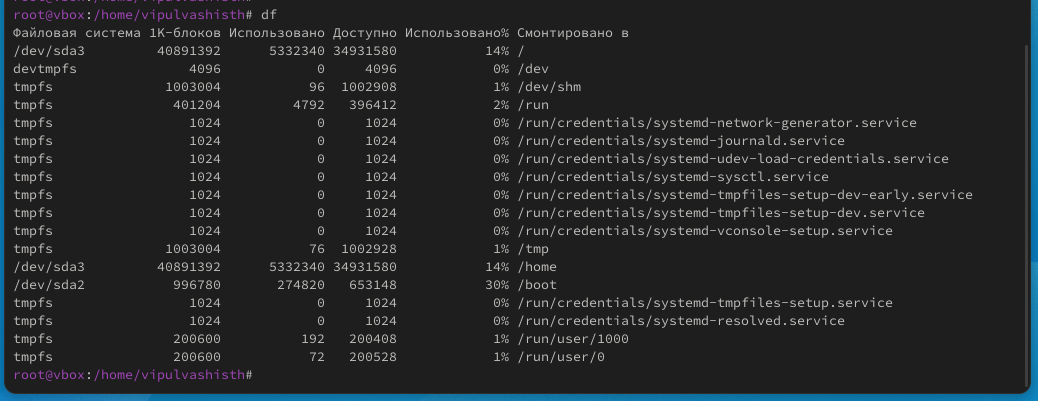 root@vbox:/home/vipulvashisth# df
Файловая система 1K-блоков Использовано Доступно Использовано% Смонтировано в
/dev/sda3         40891392      5332340 34931580           14% /
devtmpfs              4096            0     4096            0% /dev
tmpfs              1003004           96  1002908            1% /dev/shm
tmpfs               401204         4792   396412            2% /run
tmpfs                 1024            0     1024            0% /run/credentials/systemd-network-generator.service
tmpfs                 1024            0     1024            0% /run/credentials/systemd-journald.service
tmpfs                 1024            0     1024            0% /run/credentials/systemd-udev-load-credentials.service
tmpfs                 1024            0     1024            0% /run/credentials/systemd-sysctl.service
tmpfs                 1024            0     1024            0% /run/credentials/systemd-tmpfiles-setup-dev-early.service
tmpfs                 1024            0     1024            0% /run/credentials/systemd-tmpfiles-setup-dev.service
tmpfs                 1024            0     1024            0% /run/credentials/systemd-vconsole-setup.service
tmpfs              1003004           76  1002928            1% /tmp
/dev/sda3         40891392      5332340 34931580           14% /home
/dev/sda2           996780       274820   653148           30% /boot
tmpfs                 1024            0     1024            0% /run/credentials/systemd-tmpfiles-setup.service
tmpfs                 1024            0     1024            0% /run/credentials/systemd-resolved.service
tmpfs               200600          192   200408            1% /run/user/1000
tmpfs               200600           72   200528            1% /run/user/0
root@vbox:/home/vipulvashisth#